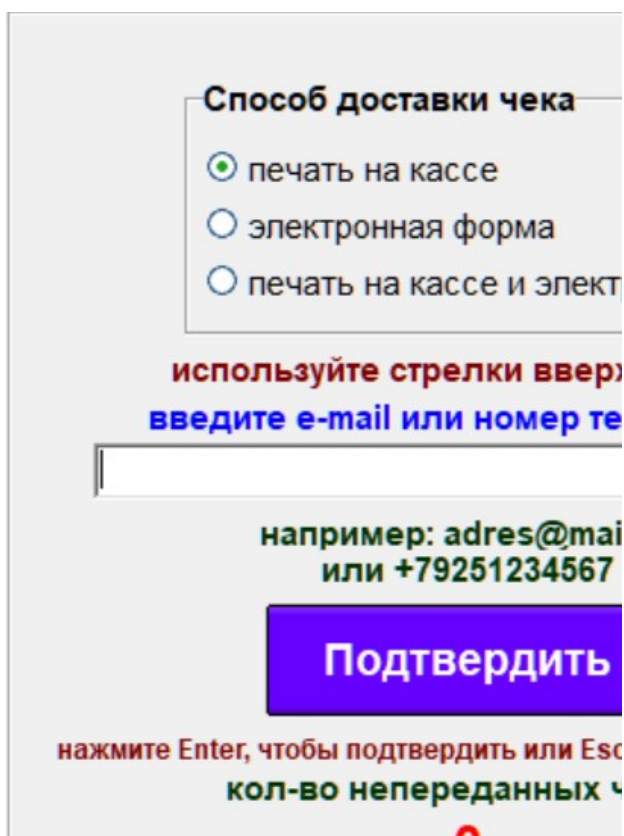 Способ доставки чека
печать на кассе
электронная форма
печать на кассе и элект
используйте стрелки вверх
введите e-mail или номер те
например: adres@mai
или +79251234567
Подтвердить
нажмите Enter, чтобы подтвердить или Esc
кол-во непереданных ч